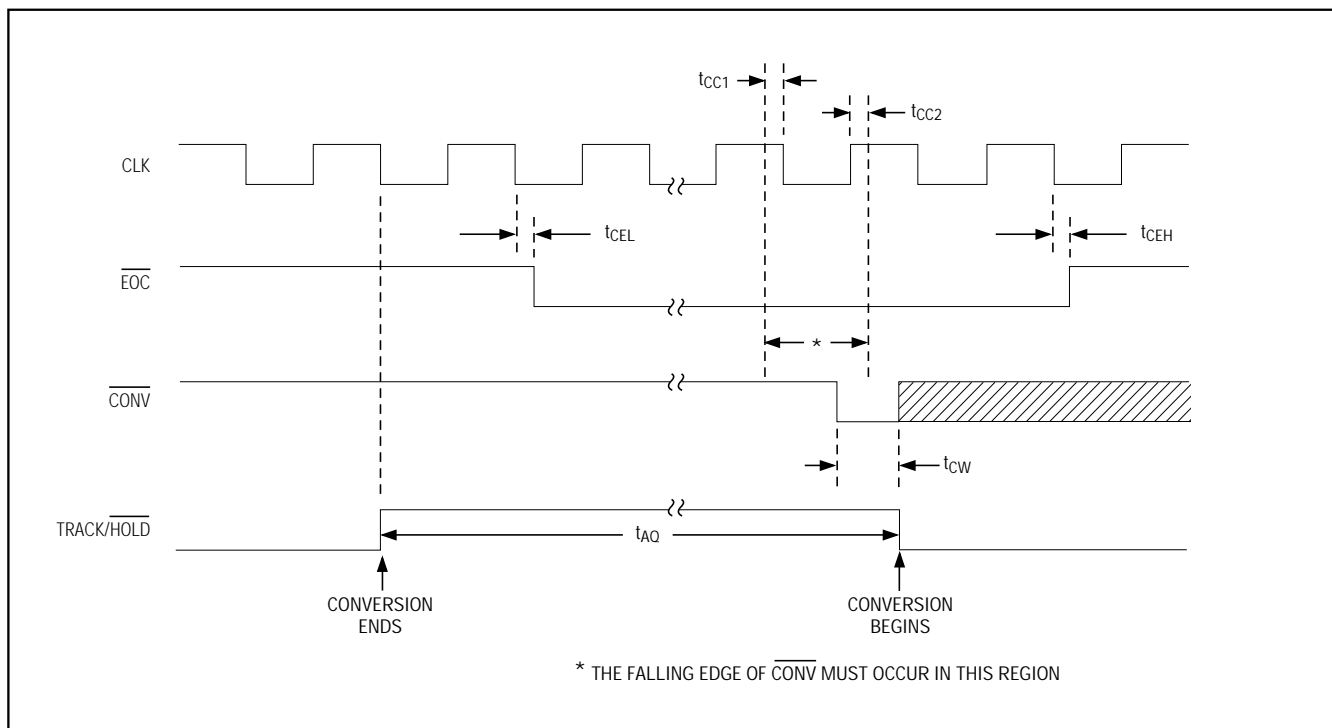 tCC1
tCC2
CLK
tCEL
tCEH
EOC
*
CONV
tCW
TRACK/HOLD
tAQ
CONVERSION
ENDS
CONVERSION
BEGINS
* THE FALLING EDGE OF CONV MUST OCCUR IN THIS REGION